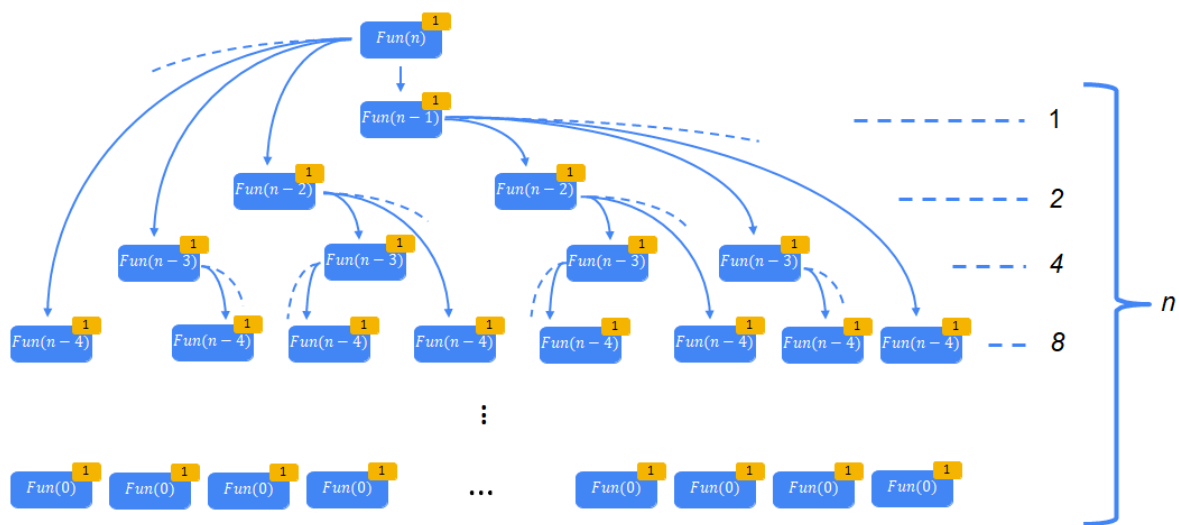 1
Fun(n)
1
Fun(n − 1)
1
1
Fun(n − 2)
1
Fun(n − 2)
2
1
Fun(n − 3)
1
Fun(n − 3)
1
Fun(n − 3)
1
Fun(n − 3)
4
n
1
Fun(n − 4)
1
Fun(n − 4)
1
Fun(n − 4)
1
Fun(n − 4)
1
Fun(n − 4)
1
Fun(n − 4)
1
Fun(n − 4)
1
Fun(n − 4)
8
⋮
1
Fun(0)
1
Fun(0)
1
Fun(0)
1
Fun(0)
...
1
Fun(0)
1
Fun(0)
1
Fun(0)
1
Fun(0)